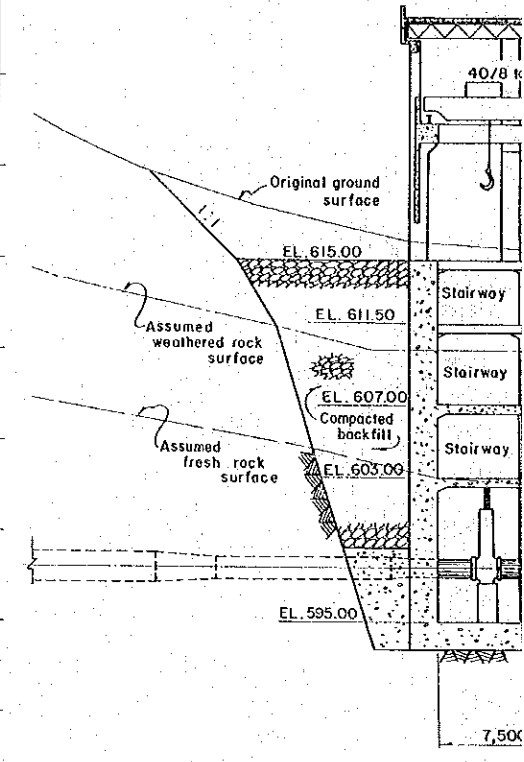 40/8 to
Original ground
surface
1:1
EL. 615.00
Stairway
EL. 611.50
Assumed
weathered rock
surface
Stairway
EL. 607.00
Compacted
backfill
Assumed
fresh rock
surface
Stairway
EL. 603.00
EL. 595.00
7,500